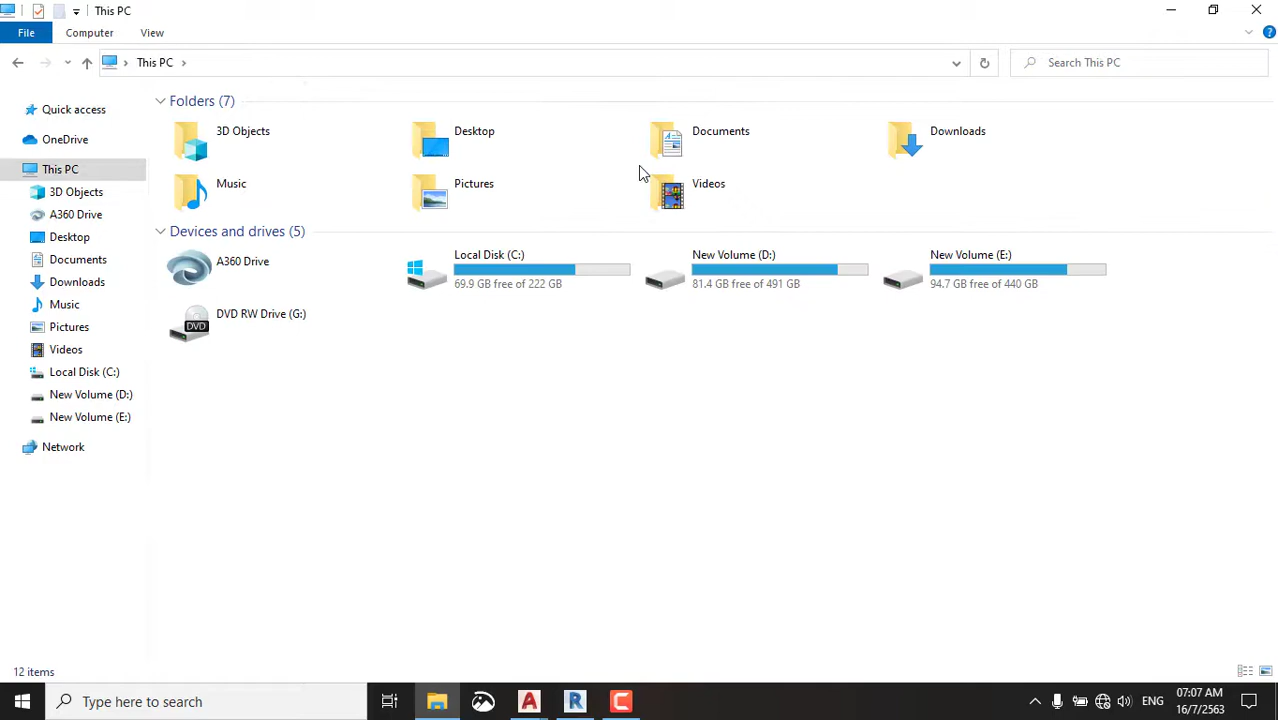 This PC
File
Computer
View
This PC
Search This PC
Quick access
OneDrive
This PC
3D Objects
A360 Drive
Desktop
Documents
Downloads
Music
Pictures
Videos
Local Disk (C:)
New Volume (D:)
New Volume (E:)
Network
Folders (7)
3D Objects
Desktop
Documents
Downloads
Music
Pictures
Videos
Devices and drives (5)
A360 Drive
Local Disk (C:)
69.9 GB free of 222 GB
New Volume (D:)
81.4 GB free of 491 GB
New Volume (E:)
94.7 GB free of 440 GB
DVD
DVD RW Drive (G:)
12 items
Type here to search
A
R
C
ENG
07:07 AM
16/7/2563